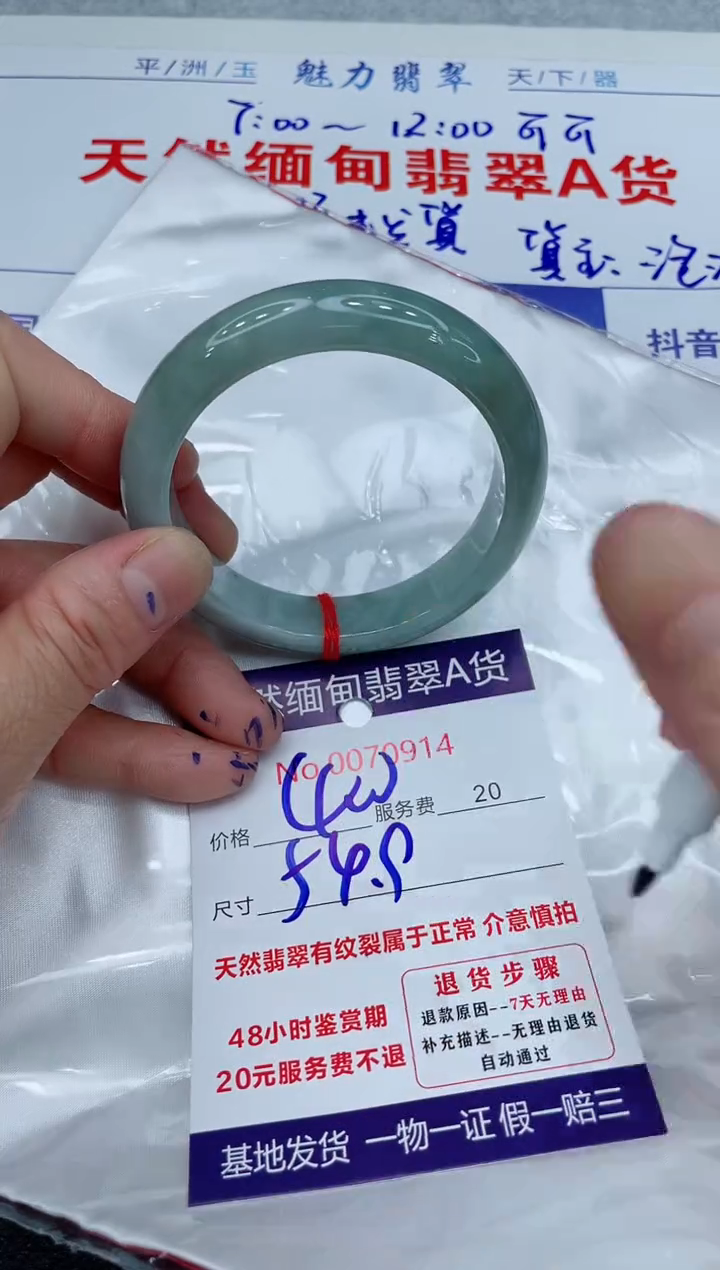 平/洲/玉 魅力翡翠 天/下/器
7:00～12:00 可可
天然缅甸翡翠A货
抖音
然缅甸翡翠A货
No.0070914
价格 服务费 20
尺寸 54.5
天然翡翠有纹裂属于正常 介意慎拍
48小时鉴赏期
20元服务费不退
退货步骤
退款原因--7天无理由
补充描述--无理由退货
自动通过
基地发货 一物一证 假一赔三